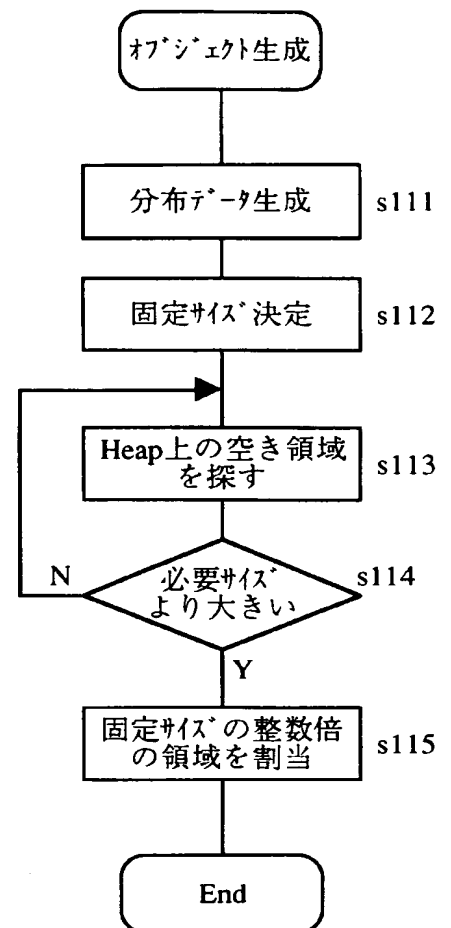 ｵﾌﾞｼﾞｪｸﾄ生成
分布ﾃﾞｰﾀ生成 s111
固定ｻｲｽﾞ決定 s112
Heap上の空き領域
を探す
s113
必要ｻｲｽﾞ
より大きい
s114
N
Y
固定ｻｲｽﾞの整数倍
の領域を割当
s115
End